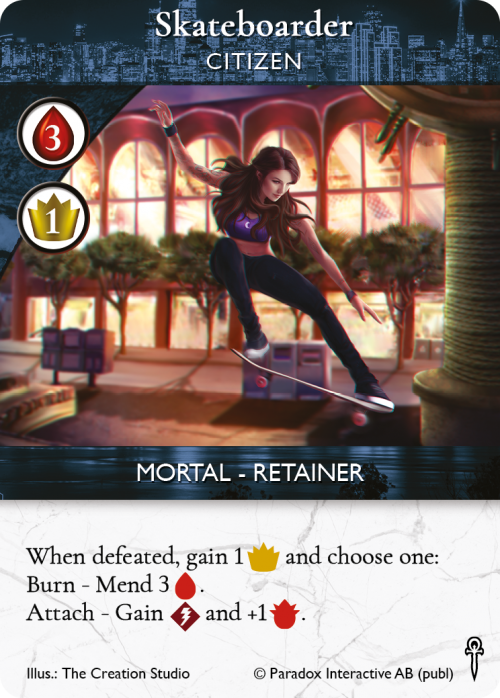 Skateboarder
CITIZEN
3
1
MORTAL - RETAINER
When defeated, gain 1 and choose one:
Burn - Mend 3 .
Attach - Gain and +1 .
Illus.: The Creation Studio © Paradox Interactive AB (publ)